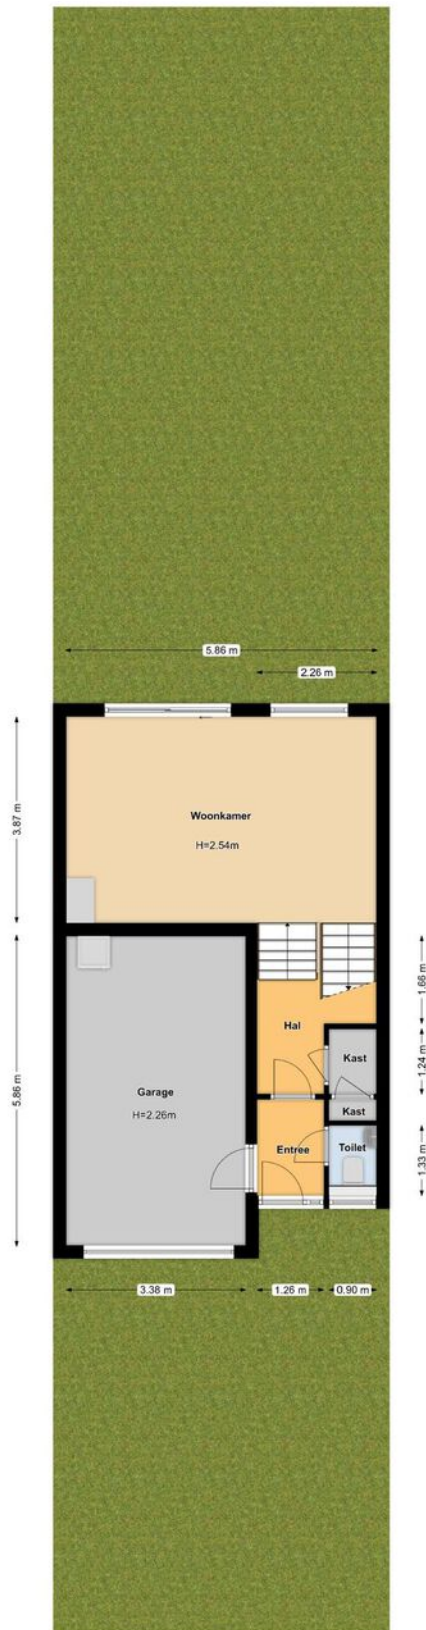 5.86 m
2.26 m
3.87 m
Woonkamer
H=2.54m
5.86 m
1.66 m
Hal
1.24 m
Kast
Garage
H=2.26m
Kast
Entree
Toilet
1.33 m
3.38 m
1.26 m
0.90 m